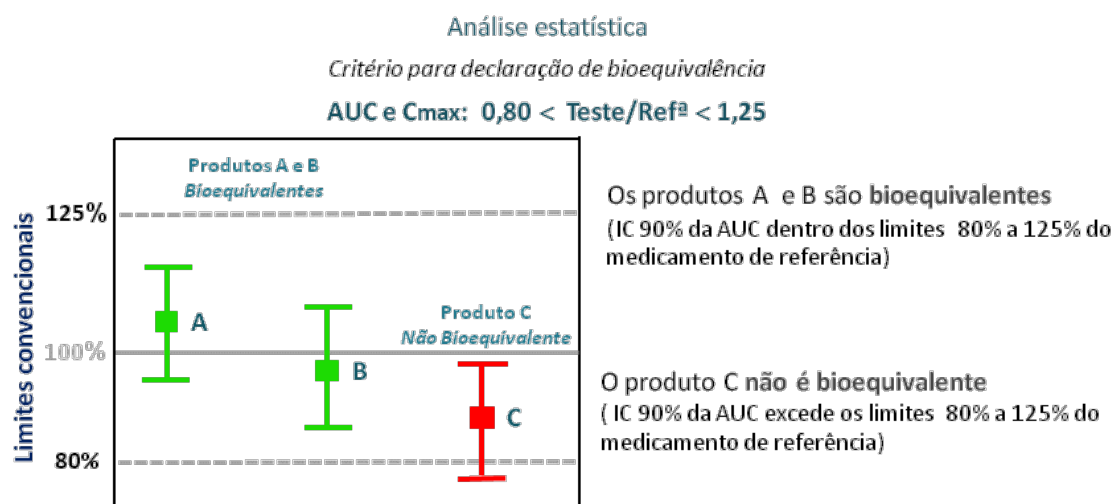 Análise estatística
Critério para declaração de bioequivalência
AUC e Cmax: 0,80 < Teste/Refª < 1,25
Produtos A e B
Bioequivalentes
125%
A
Produto C
Não Bioequivalente
100%
B
C
80%
Limites convencionais
Os produtos A e B são bioequivalentes
(IC 90% da AUC dentro dos limites 80% a 125% do
medicamento de referência)
O produto C não é bioequivalente
( IC 90% da AUC excede os limites 80% a 125% do
medicamento de referência)